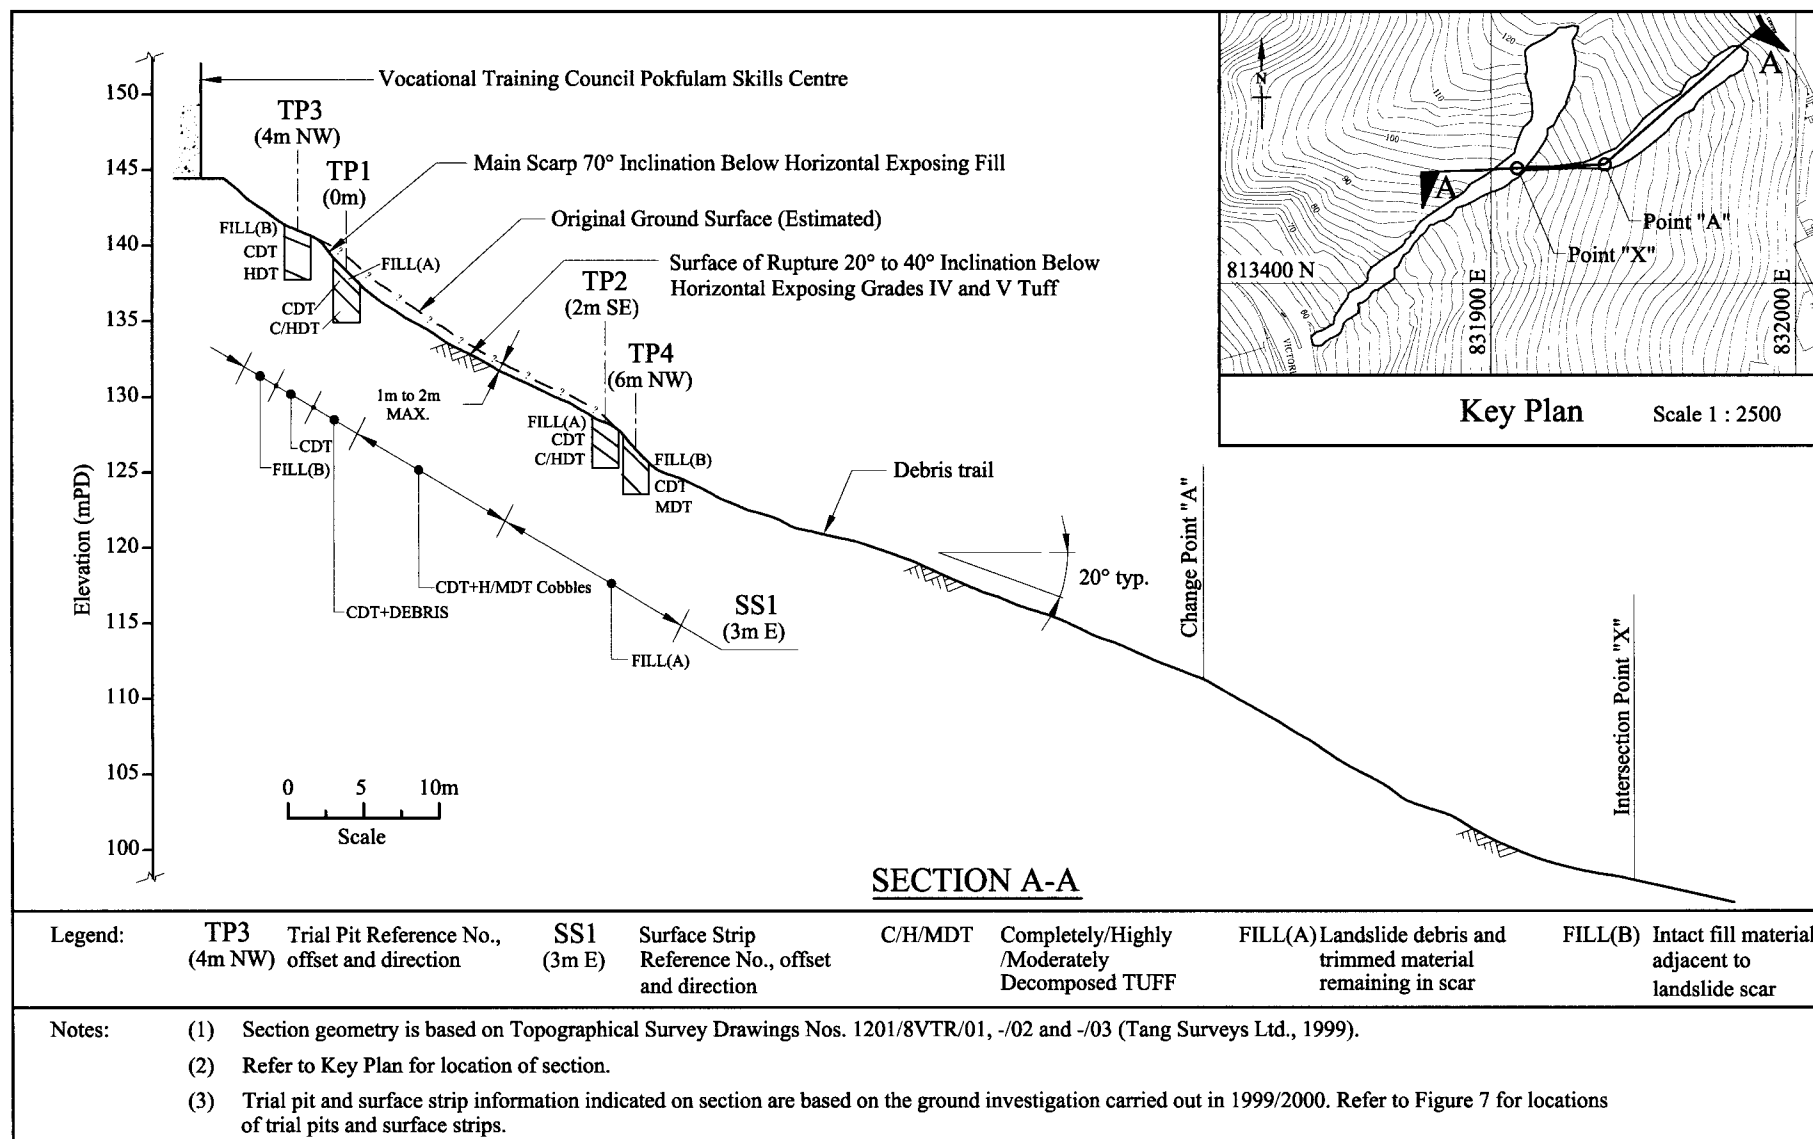 Vocational Training Council Pokfulam Skills Centre
TP3
(4m NW)
TP1
(0m)
Main Scarp 70° Inclination Below Horizontal Exposing Fill
Original Ground Surface (Estimated)
Surface of Rupture 20° to 40° Inclination Below
Horizontal Exposing Grades IV and V Tuff
TP2
(2m SE)
TP4
(6m NW)
FILL(B)
CDT
HDT
FILL(A)
CDT
C/HDT
1m to 2m
MAX.
FILL(A)
CDT
C/HDT
FILL(B)
CDT
MDT
CDT
FILL(B)
CDT+H/MDT Cobbles
CDT+DEBRIS
SS1
(3m E)
FILL(A)
Debris trail
20° typ.
Change Point "A"
Intersection Point "X"
Elevation (mPD)
150
145
140
135
130
125
120
115
110
105
100
0 5 10m
Scale
SECTION A-A
N
120
110
100
90
80
70
60
A
A
Point "A"
Point "X"
813400 N
831900 E
832000 E
VICTORI
Key Plan Scale 1 : 2500
Legend:
TP3
(4m NW)
Trial Pit Reference No.,
offset and direction
SS1
(3m E)
Surface Strip
Reference No., offset
and direction
C/H/MDT
Completely/Highly
/Moderately
Decomposed TUFF
FILL(A) Landslide debris and
trimmed material
remaining in scar
FILL(B) Intact fill material
adjacent to
landslide scar
Notes:
(1) Section geometry is based on Topographical Survey Drawings Nos. 1201/8VTR/01, -/02 and -/03 (Tang Surveys Ltd., 1999).
(2) Refer to Key Plan for location of section.
(3) Trial pit and surface strip information indicated on section are based on the ground investigation carried out in 1999/2000. Refer to Figure 7 for locations
of trial pits and surface strips.